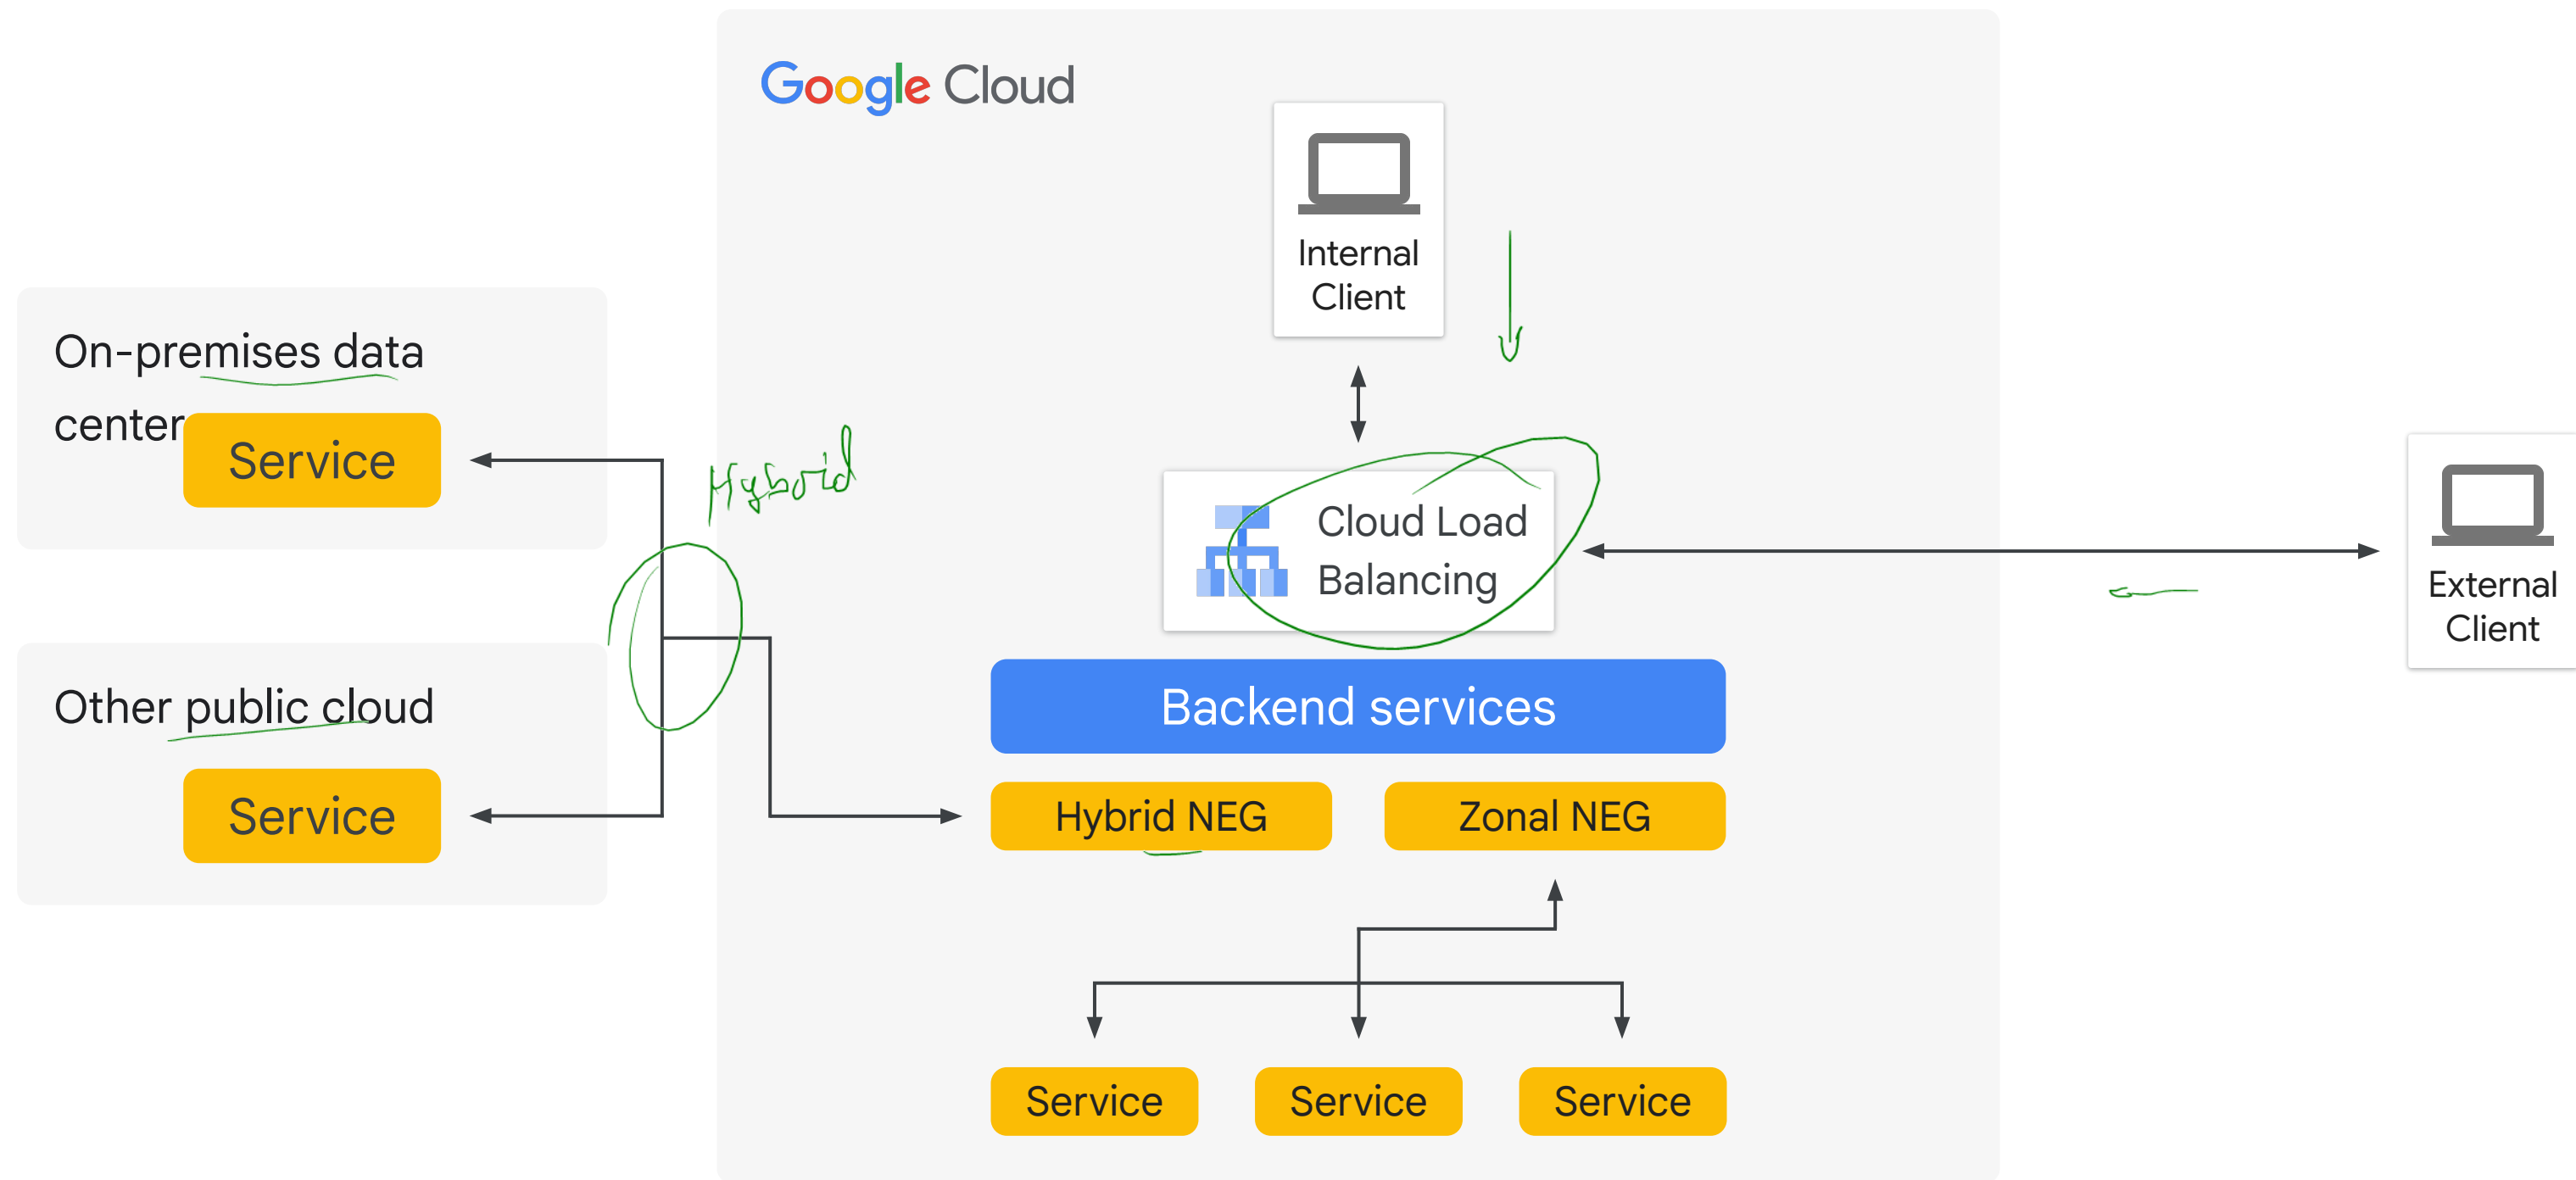 Google Cloud
Internal
Client
On-premises data
center
Service
Hybrid
Cloud Load
Balancing
External
Client
Other public cloud
Service
Backend services
Hybrid NEG
Zonal NEG
Service
Service
Service